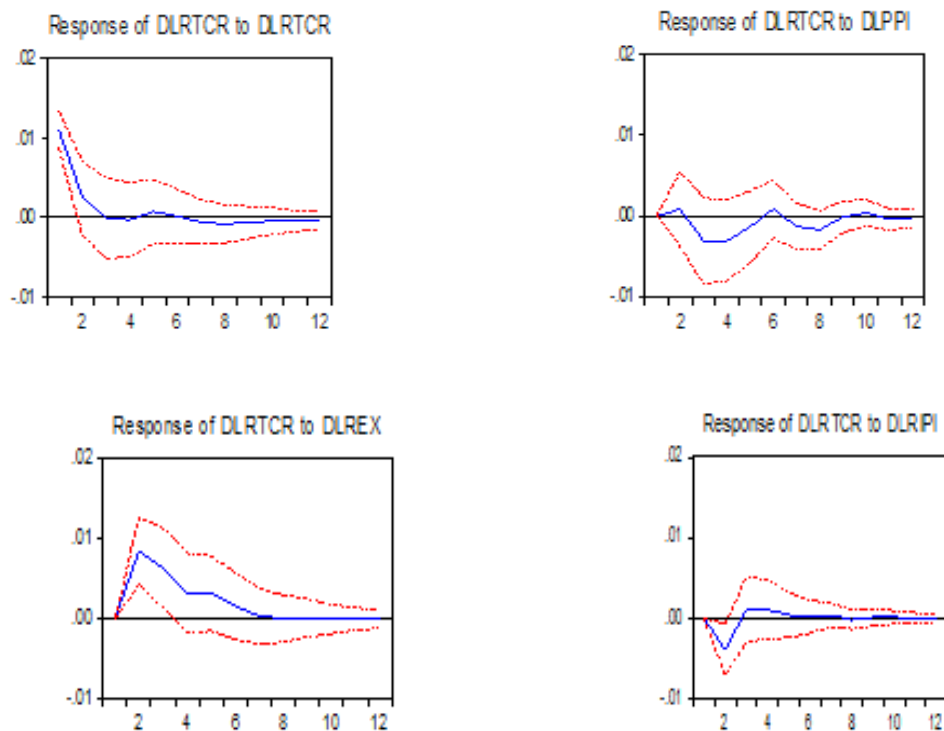 Response of DLRTCR to DLRTCR
.02
.01
.00
-.01
2 4 6 8 10 12
Response of DLRTCR to DLPPI
.02
.01
.00
-.01
2 4 6 8 10 12
Response of DLRTCR to DLREX
.02
.01
.00
-.01
2 4 6 8 10 12
Response of DLRTCR to DLRIPI
.02
.01
.00
-.01
2 4 6 8 10 12